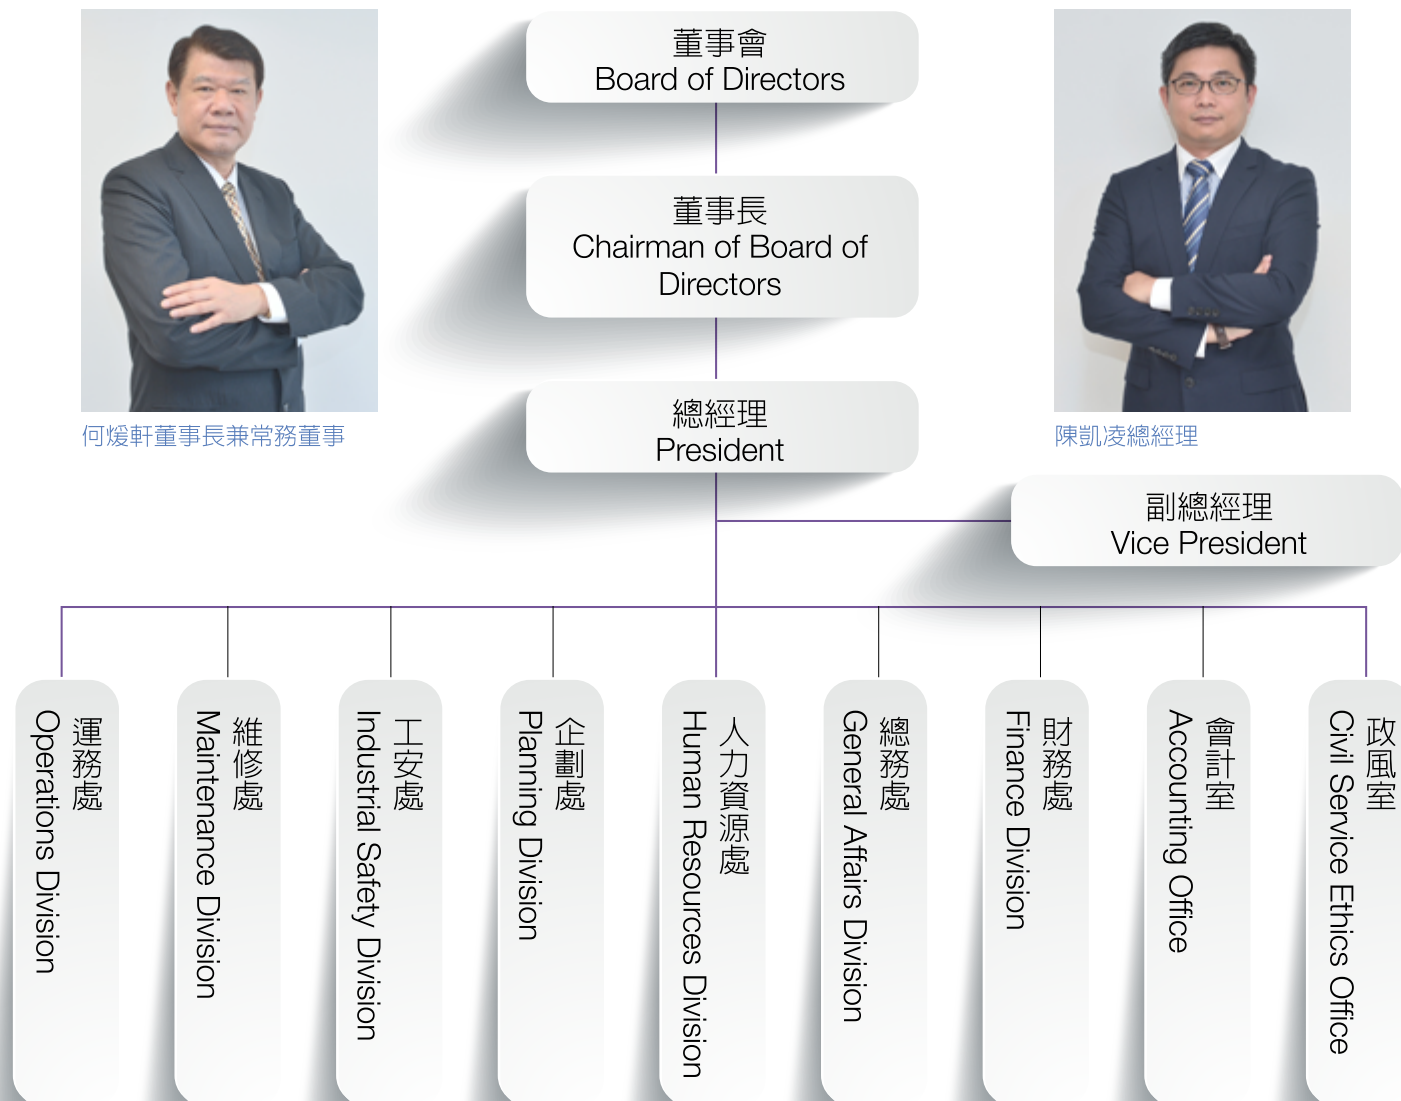 董事會
Board of Directors
董事長
Chairman of Board of
Directors
總經理
President
何煖軒董事長兼常務董事
陳凱凌總經理
副總經理
Vice President
運務處
Operations Division
維修處
Maintenance Division
工安處
Industrial Safety Division
企劃處
Planning Division
人力資源處
Human Resources Division
總務處
General Affairs Division
財務處
Finance Division
會計室
Accounting Office
政風室
Civil Service Ethics Office